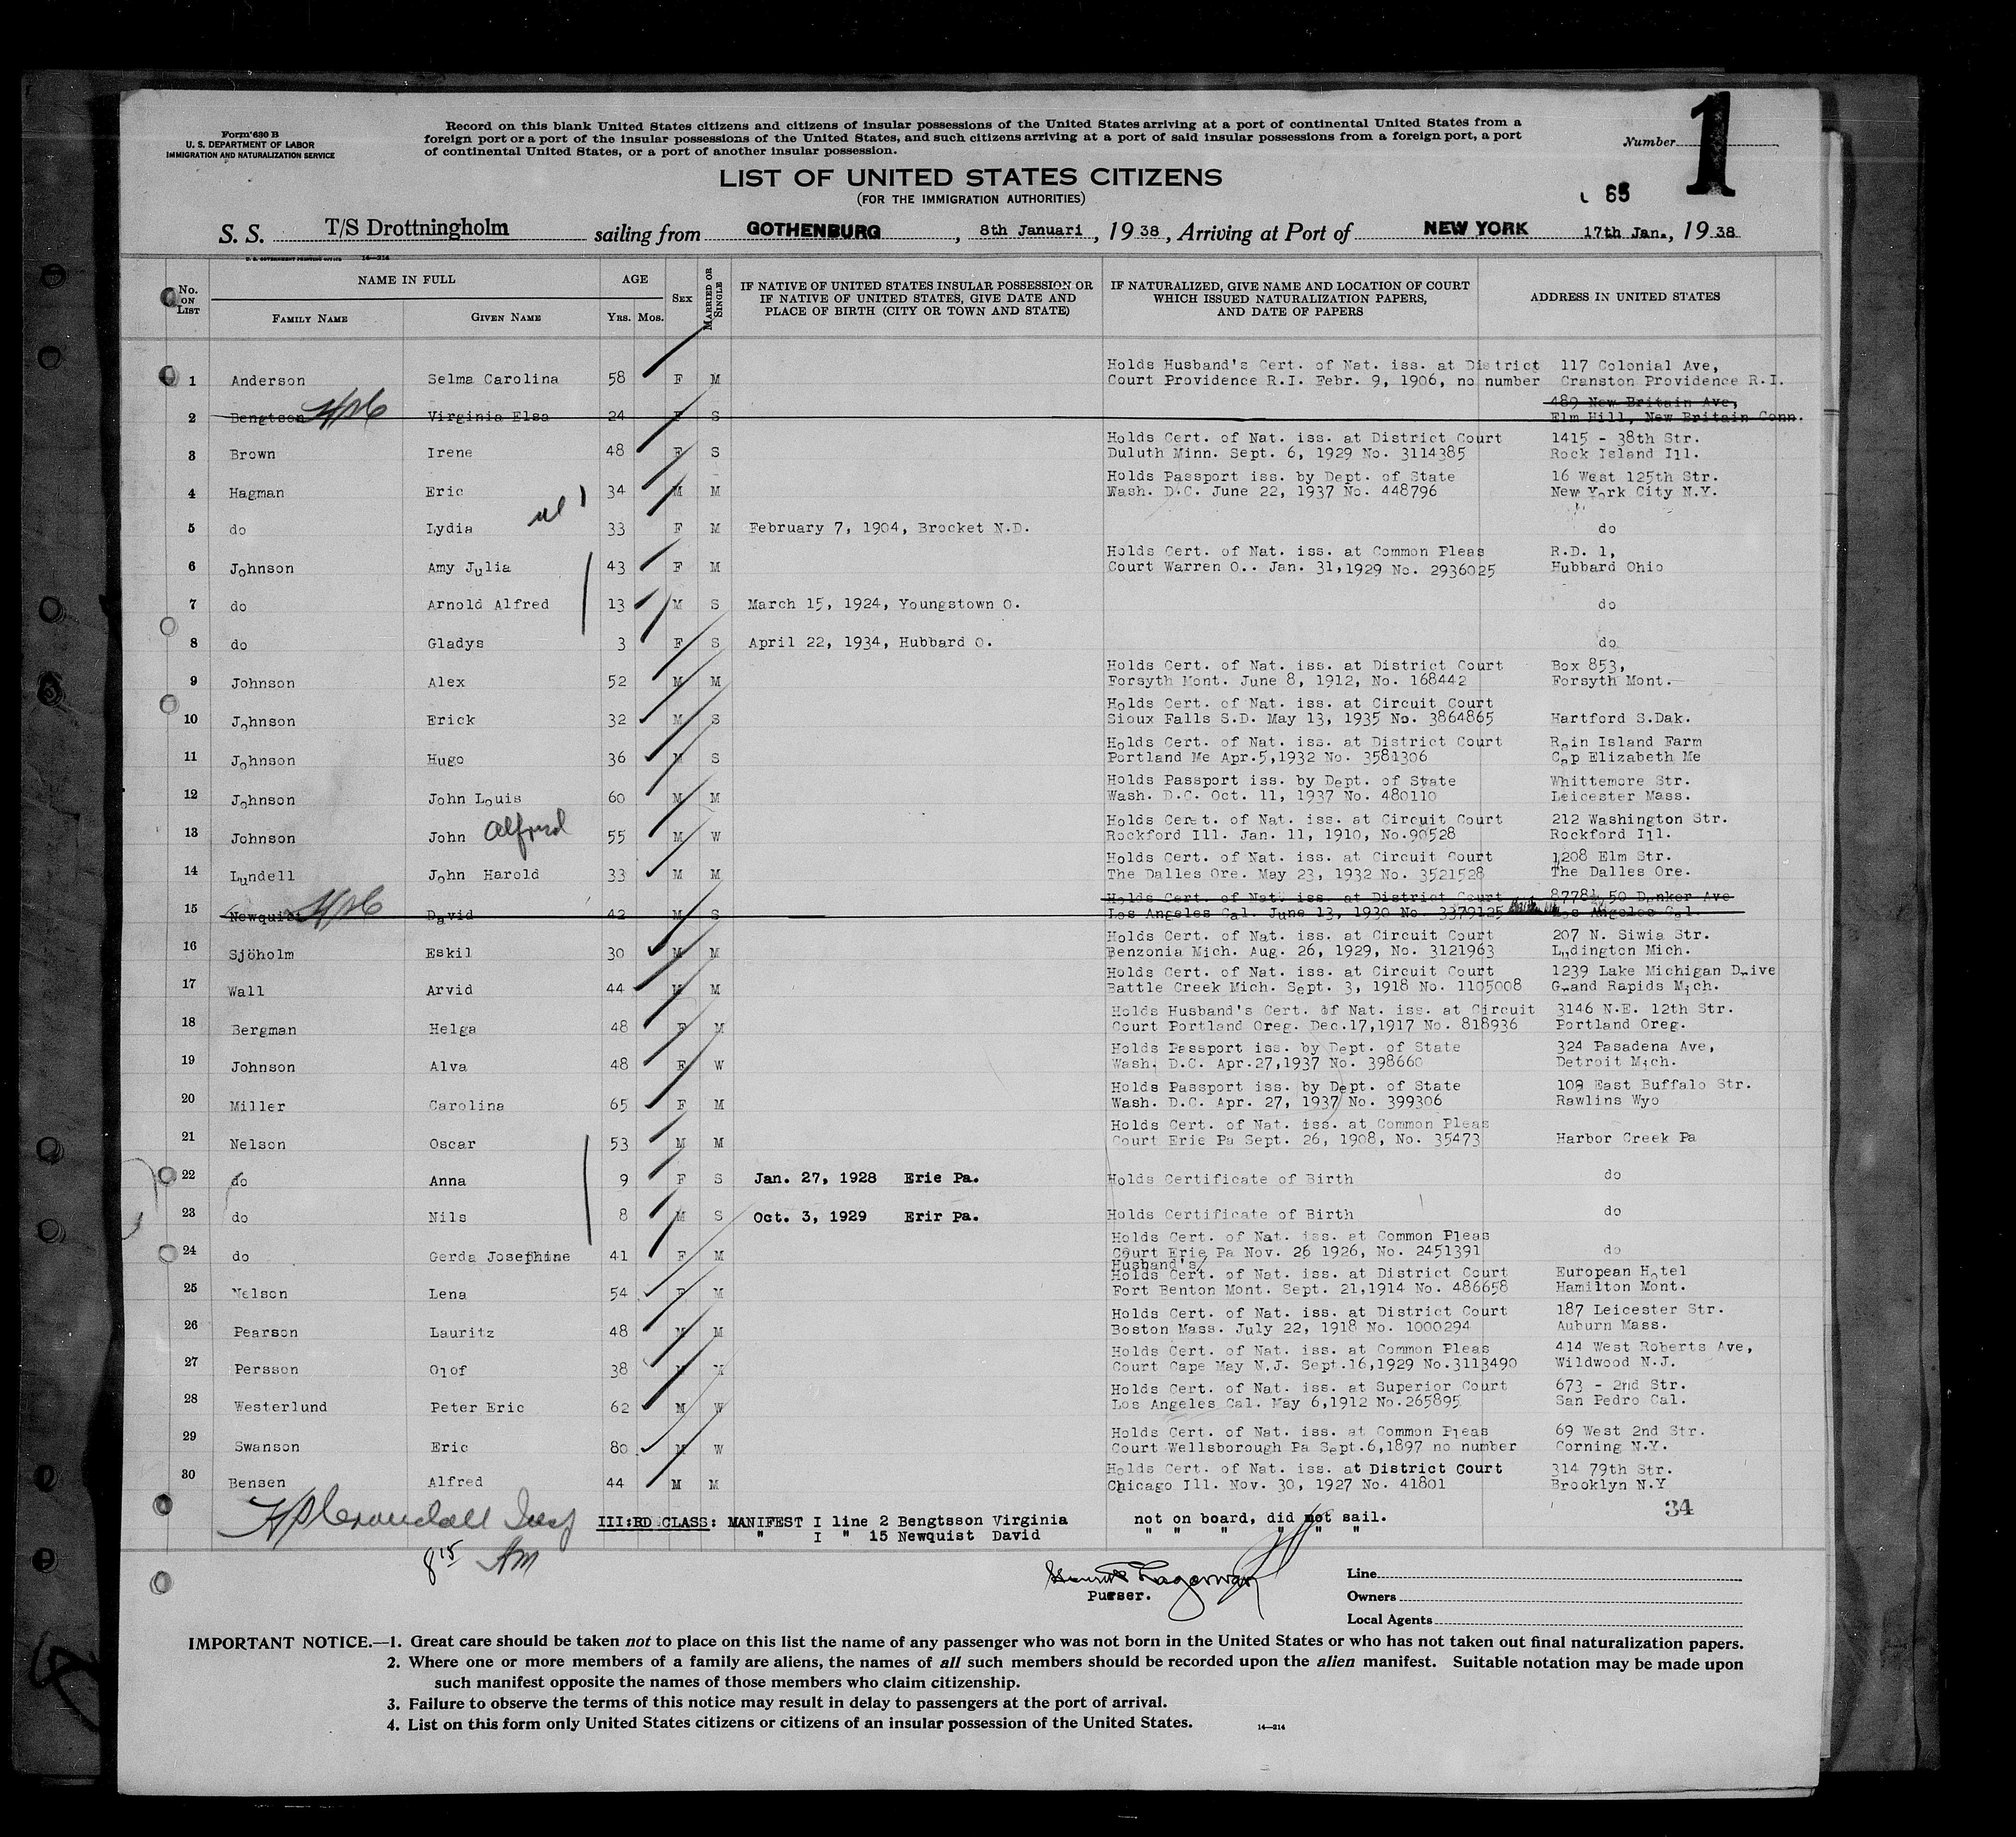 Form 630 B
U. S. DEPARTMENT OF LABOR
IMMIGRATION AND NATURALIZATION SERVICE
Record on this blank United States citizens and citizens of insular possessions of the United States arriving at a port of continental United States from a
foreign port or a port of the insular possessions of the United States, and such citizens arriving at a port of said insular possessions from a foreign port, a port
of continental United States, or a port of another insular possession.
Number 1
LIST OF UNITED STATES CITIZENS
(FOR THE IMMIGRATION AUTHORITIES)
65
S. S. T/S Drottningholm sailing from GOTHENBURG, 8th Januari, 1938, Arriving at Port of NEW YORK 17th Jan., 1938
U. S. GOVERNMENT PRINTING OFFICE 14—214
No. ON LIST NAME IN FULL FAMILY NAME GIVEN NAME AGE YRS. MOS. SEX MARRIED OR SINGLE
IF NATIVE OF UNITED STATES INSULAR POSSESSION OR
IF NATIVE OF UNITED STATES, GIVE DATE AND
PLACE OF BIRTH (CITY OR TOWN AND STATE)
IF NATURALIZED, GIVE NAME AND LOCATION OF COURT
WHICH ISSUED NATURALIZATION PAPERS,
AND DATE OF PAPERS
ADDRESS IN UNITED STATES
Holds Husband's Cert. of Nat. iss. at District 117 Colonial Ave,
1 Anderson Selma Carolina 58 F M Court Providence R.I. Febr. 9, 1906, no number Cranston Providence R.I.
489 New Britain Ave,
2 Bengtson Virginia Elsa 24 F S Elm Hill, New Britain Conn.
Holds Cert. of Nat. iss. at District Court 1415 - 38th Str.
3 Brown Irene 48 F S Duluth Minn. Sept. 6, 1929 No. 3114385 Rock Island Ill.
Holds Passport iss. by Dept. of State 16 West 125th Str.
4 Hagman Eric 34 M M Wash. D.C. June 22, 1937 No. 448796 New York City N.Y.
5 do Lydia 33 F M February 7, 1904, Brocket N.D. do
Holds Cert. of Nat. iss. at Common Pleas R.D. 1,
6 Johnson Amy Julia 43 F M Court Warren O.. Jan. 31,1929 No. 2936025 Hubbard Ohio
7 do Arnold Alfred 13 M S March 15, 1924, Youngstown O. do
8 do Gladys 3 F S April 22, 1934, Hubbard O. do
Holds Cert. of Nat. iss. at District Court Box 853,
9 Johnson Alex 52 M M Forsyth Mont. June 8, 1912, No. 168442 Forsyth Mont.
Holds Cert. of Nat. iss. at Circuit Court
10 Johnson Erick 32 M S Sioux Falls S.D. May 13, 1935 No. 3864865 Hartford S.Dak.
Holds Cert. of Nat. iss. at District Court Rain Island Farm
11 Johnson Hugo 36 M S Portland Me Apr.5,1932 No. 3581306 Cap Elizabeth Me
Holds Passport iss. by Dept. of State Whittemore Str.
12 Johnson John Louis 60 M M Wash. D.C. Oct. 11, 1937 No. 480110 Leicester Mass.
Holds Ceret. of Nat. iss. at Circuit Court 212 Washington Str.
13 Johnson John Alfred 55 M W Rockford Ill. Jan. 11, 1910, No.90528 Rockford Ill.
Holds Cert. of Nat. iss. at Circuit Court 1208 Elm Str.
14 Lundell John Harold 33 M M The Dalles Ore. May 23, 1932 No. 3521528 The Dalles Ore.
Holds Cert. of Nat. iss. at District Court 8778½ 50 Denker Ave
15 Newquist David 42 M S Los Angeles Cal. June 13, 1930 No. 3379125 Los Angeles Cal.
Holds Cert. of Nat. iss. at Circuit Court 207 N. Siwia Str.
16 Sjöholm Eskil 30 M M Benzonia Mich. Aug. 26, 1929, No. 3121963 Ludington Mich.
Holds Cert. of Nat. iss. at Circuit Court 1239 Lake Michigan Drive
17 Wall Arvid 44 M M Battle Creek Mich. Sept. 3, 1918 No. 1105008 Grand Rapids Mich.
Holds Husband's Cert. of Nat. iss. at Circuit 3146 N.E. 12th Str.
18 Bergman Helga 48 F M Court Portland Oreg. Dec.17,1917 No. 818936 Portland Oreg.
Holds Passport iss. by Dept. of State 324 Pasadena Ave,
19 Johnson Alva 48 F W Wash. D.C. Apr.27,1937 No. 398660 Detroit Mich.
Holds Passport iss. by Dept. of State 109 East Buffalo Str.
20 Miller Carolina 65 F M Wash. D.C. Apr. 27, 1937 No. 399306 Rawlins Wyo
Holds Cert. of Nat. iss. at Common Pleas
21 Nelson Oscar 53 M M Court Erie Pa Sept. 26, 1908, No. 35473 Harbor Creek Pa
22 do Anna 9 F S Jan. 27, 1928 Erie Pa. Holds Certificate of Birth do
23 do Nils 8 M S Oct. 3, 1929 Erir Pa. Holds Certificate of Birth do
Holds Cert. of Nat. iss. at Common Pleas
24 do Gerda Josephine 41 F M Court Erie Pa Nov. 26 1926, No. 2451391 do
Husband's/
Holds Cert. of Nat. iss. at District Court European Hotel
25 Nelson Lena 54 F M Fort Benton Mont. Sept. 21,1914 No. 486658 Hamilton Mont.
Holds Cert. of Nat. iss. at District Court 187 Leicester Str.
26 Pearson Lauritz 48 M M Boston Mass. July 22, 1918 No. 1000294 Auburn Mass.
Holds Cert. of Nat. iss. at Common Pleas 414 West Roberts Ave,
27 Persson Olof 38 M M Court Cape May N.J. Sept.16,1929 No.3113490 Wildwood N.J.
Holds Cert. of Nat. iss. at Superior Court 673 - 2nd Str.
28 Westerlund Peter Eric 62 M W Los Angeles Cal. May 6,1912 No.265895 San Pedro Cal.
Holds Cert. of Nat. iss. at Common Pleas 69 West 2nd Str.
29 Swanson Eric 80 M W Court Wellsborough Pa Sept.6,1897 no number Corning N.Y.
Holds Cert. of Nat. iss. at District Court 314 79th Str.
30 Bensen Alfred 44 M M Chicago Ill. Nov. 30, 1927 No. 41801 Brooklyn N.Y
34
III:RD CLASS: MANIFEST I line 2 Bengtsson Virginia not on board, did not sail.
" I " 15 Newquist David " " " " " "
8 15 AM
Purser.
Line
Owners
Local Agents
IMPORTANT NOTICE.—1. Great care should be taken not to place on this list the name of any passenger who was not born in the United States or who has not taken out final naturalization papers.
2. Where one or more members of a family are aliens, the names of all such members should be recorded upon the alien manifest. Suitable notation may be made upon
such manifest opposite the names of those members who claim citizenship.
3. Failure to observe the terms of this notice may result in delay to passengers at the port of arrival.
4. List on this form only United States citizens or citizens of an insular possession of the United States.
14—214